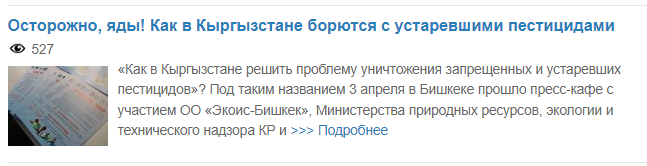 Осторожно, яды! Как в Кыргызстане борются с устаревшими пестицидами
527
«Как в Кыргызстане решить проблему уничтожения запрещенных и устаревших
пестицидов»? Под таким названием 3 апреля в Бишкеке прошло пресс-кафе с
участием ОО «Экоис-Бишкек», Министерства природных ресурсов, экологии и
технического надзора КР и >>> Подробнее